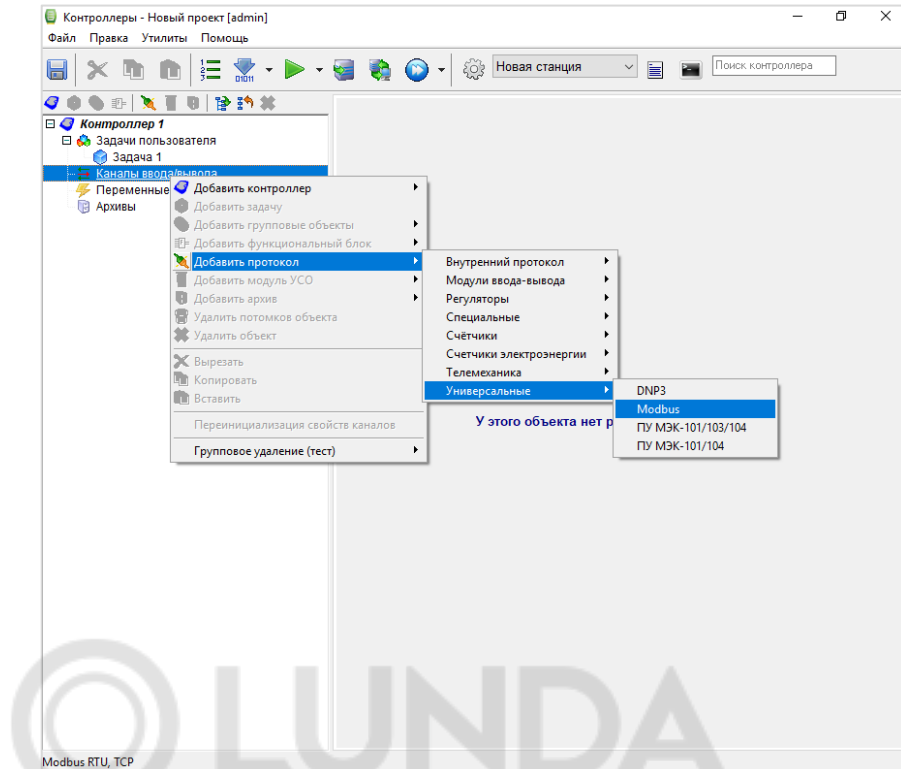 Контроллеры - Новый проект [admin]
Файл Правка Утилиты Помощь
Новая станция
Поиск контроллера
Контроллер 1
Задачи пользователя
Задача 1
Каналы ввода/вывода
Переменные
Архивы
Добавить контроллер
Добавить задачу
Добавить групповые объекты
Добавить функциональный блок
Добавить протокол
Добавить модуль УСО
Добавить архив
Удалить потомков объекта
Удалить объект
Вырезать
Копировать
Вставить
Переинициализация свойств каналов
Групповое удаление (тест)
Внутренний протокол
Модули ввода-вывода
Регуляторы
Специальные
Счётчики
Счетчики электроэнергии
Телемеханика
Универсальные
DNP3
Modbus
ПУ МЭК-101/103/104
ПУ МЭК-101/104
У этого объекта нет р
LUNDA
Modbus RTU, TCP